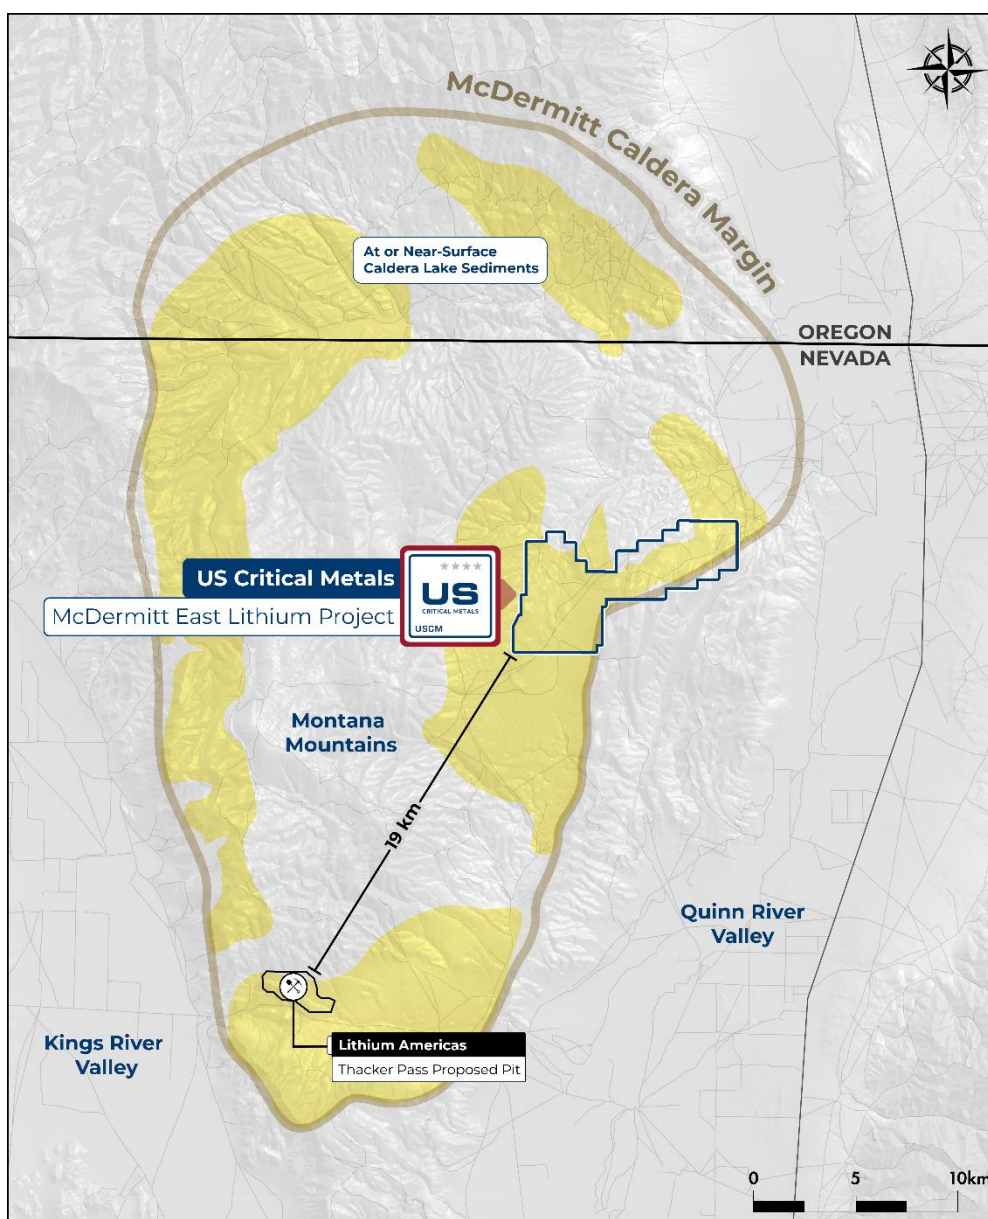 McDermitt Caldera Margin
At or Near-Surface
Caldera Lake Sediments
OREGON
NEVADA
US Critical Metals
McDermitt East Lithium Project
US
CRITICAL METALS
USCM
Montana
Mountains
19 km
Quinn River
Valley
Kings River
Valley
Lithium Americas
Thacker Pass Proposed Pit
0 5 10km